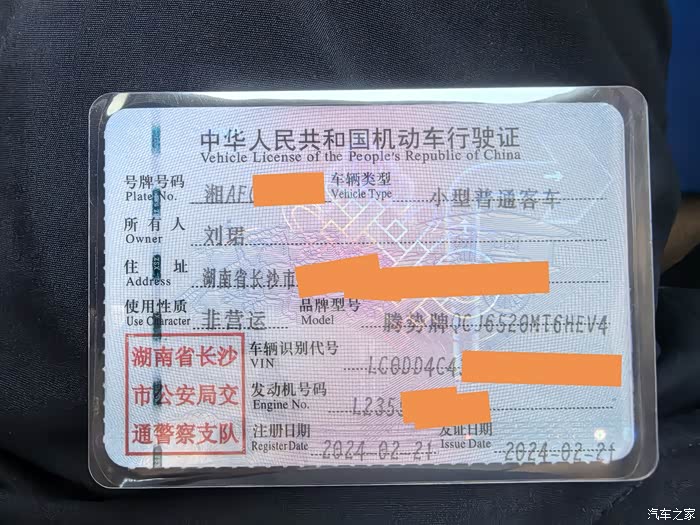 中华人民共和国机动车行驶证
Vehicle License of the People's Republic of China
号牌号码 湘AF 车辆类型 小型普通客车
Plate No. Vehicle Type
所有人 刘珺
Owner
住址 湖南省长沙市
Address
使用性质 非营运 品牌型号 腾势牌QCJ6520MT6HEV4
Use Character Model
湖南省长沙
市公安局交
通警察支队
车辆识别代号 LC0DD4C4
VIN
发动机号码 L235
Engine No.
注册日期 2024-02-21 发证日期 2024-02-21
Register Date Issue Date
汽车之家